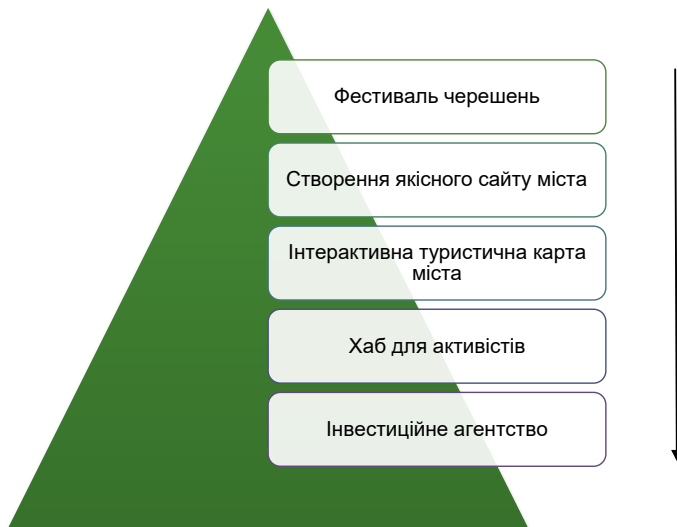 Фестиваль черешень
Створення якісного сайту міста
Інтерактивна туристична карта
міста
Хаб для активістів
Інвестиційне агентство